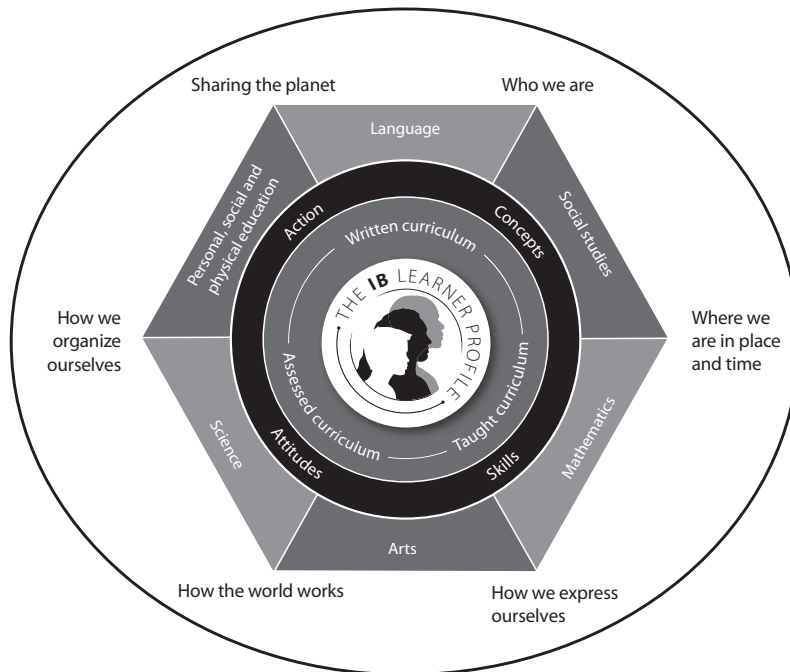 Sharing the planet
Who we are
Language
Personal, social and
physical education
Social studies
Action
Concepts
Written curriculum
THE IB LEARNER PROFILE
How we
organize
ourselves
Where we
are in place
and time
Assessed curriculum
Taught curriculum
Science
Mathematics
Attitudes
Skills
Arts
How the world works
How we express
ourselves